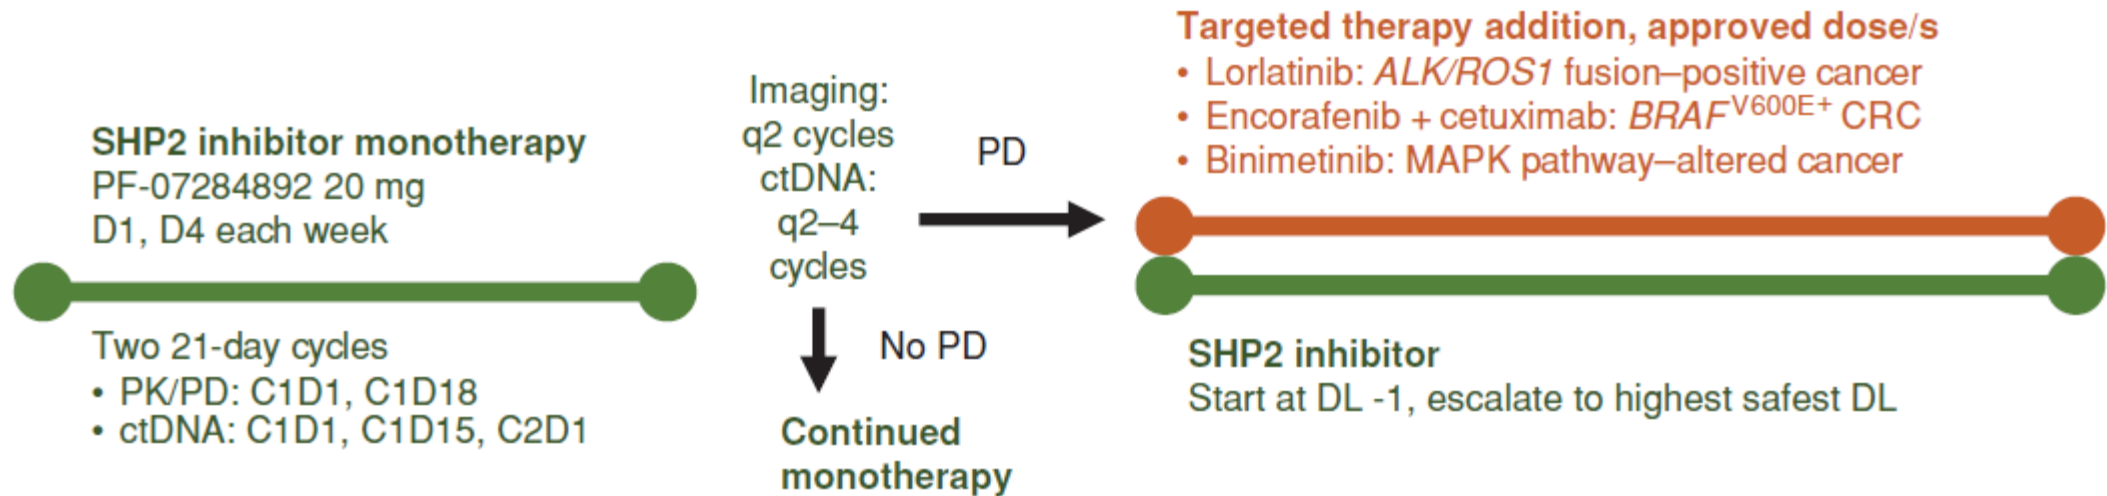 SHP2 inhibitor monotherapy
PF-07284892 20 mg
D1, D4 each week
Two 21-day cycles
• PK/PD: C1D1, C1D18
• ctDNA: C1D1, C1D15, C2D1
Imaging:
q2 cycles
ctDNA:
q2–4
cycles
PD
No PD
Continued
monotherapy
Targeted therapy addition, approved dose/s
• Lorlatinib: ALK/ROS1 fusion–positive cancer
• Encorafenib + cetuximab: BRAF V600E+ CRC
• Binimetinib: MAPK pathway–altered cancer
SHP2 inhibitor
Start at DL -1, escalate to highest safest DL